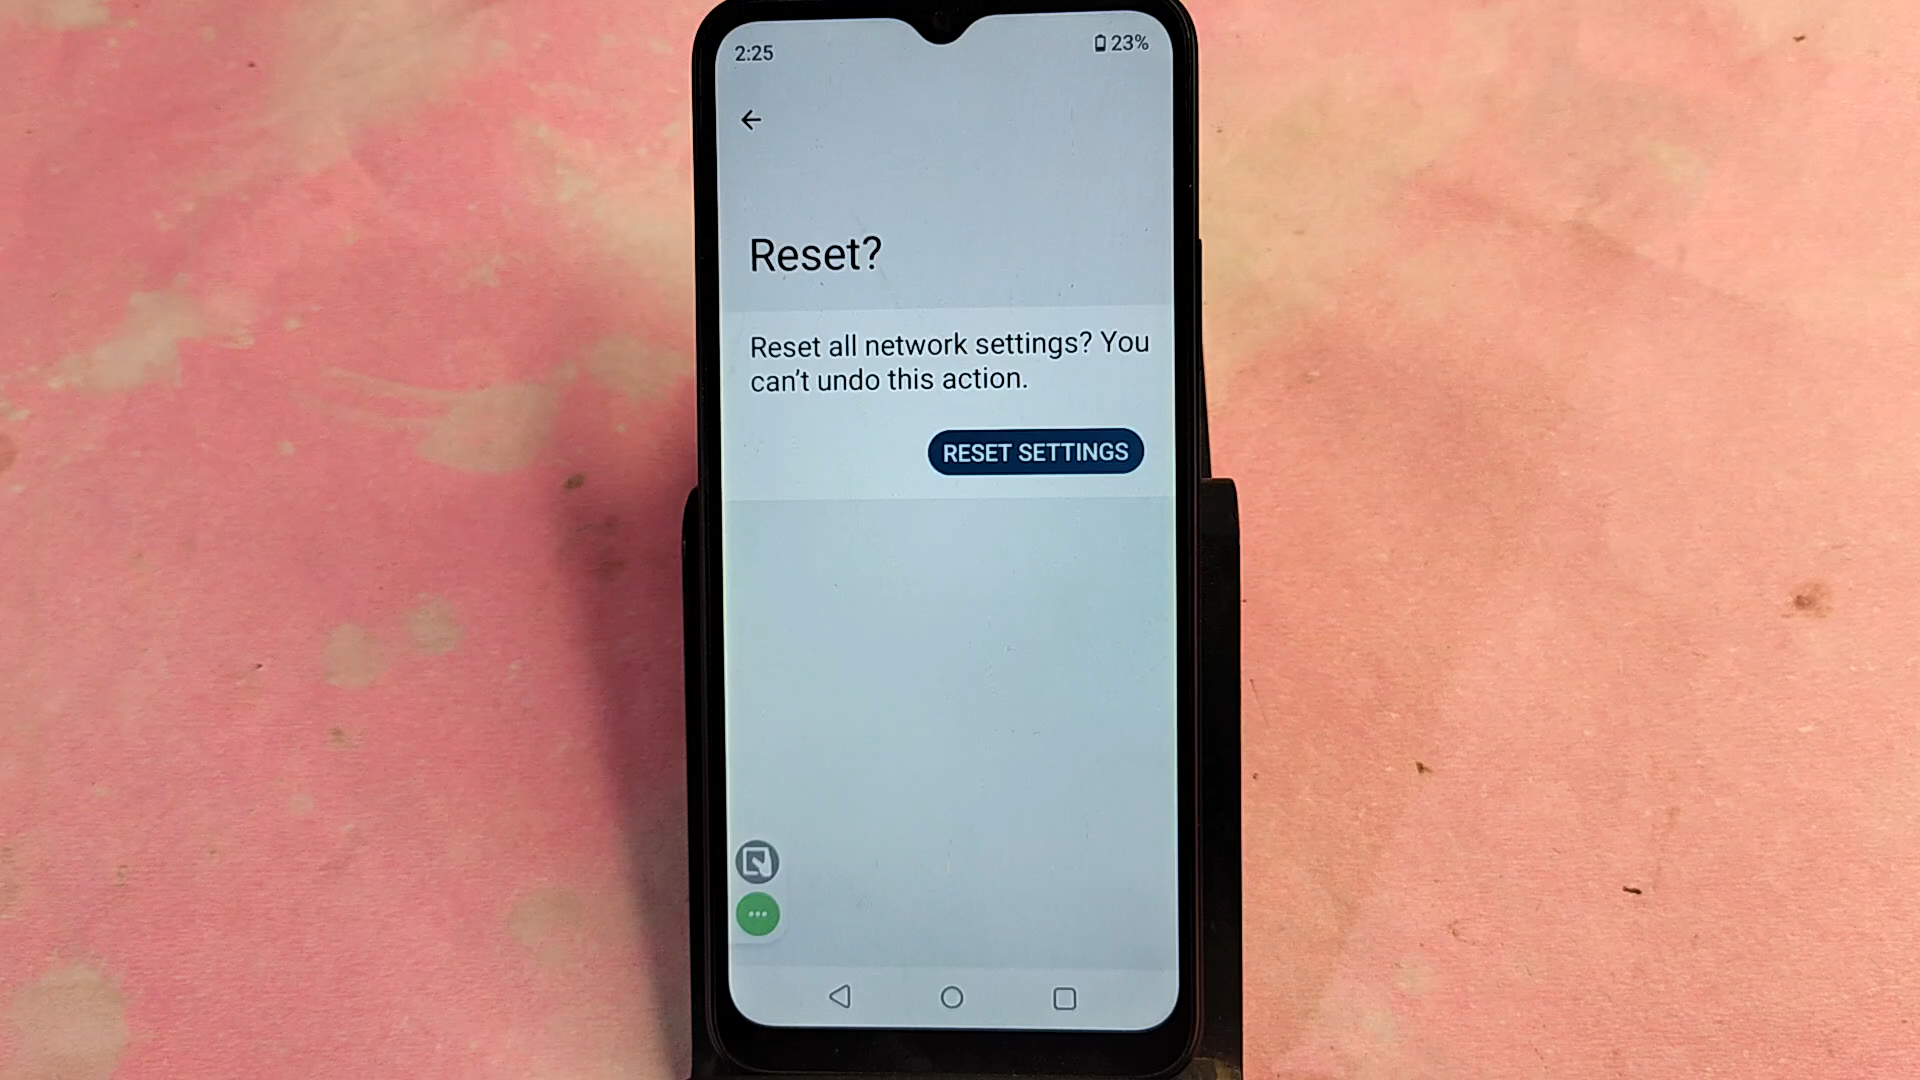 2:25
23%
Reset?
Reset all network settings? You
can't undo this action.
RESET SETTINGS